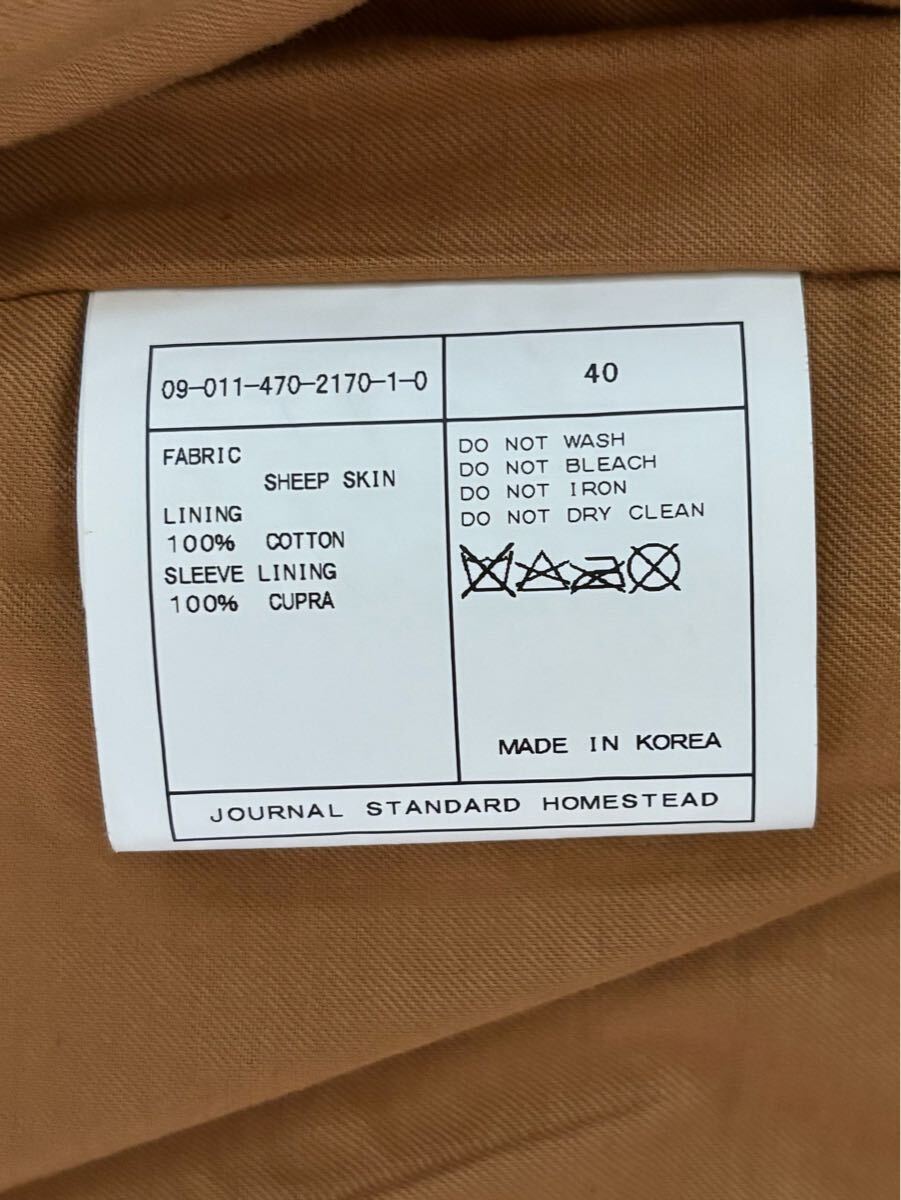 09-011-470-2170-1-0
40
FABRIC
SHEEP SKIN
LINING
100% COTTON
SLEEVE LINING
100% CUPRA
DO NOT WASH
DO NOT BLEACH
DO NOT IRON
DO NOT DRY CLEAN
MADE IN KOREA
JOURNAL STANDARD HOMESTEAD